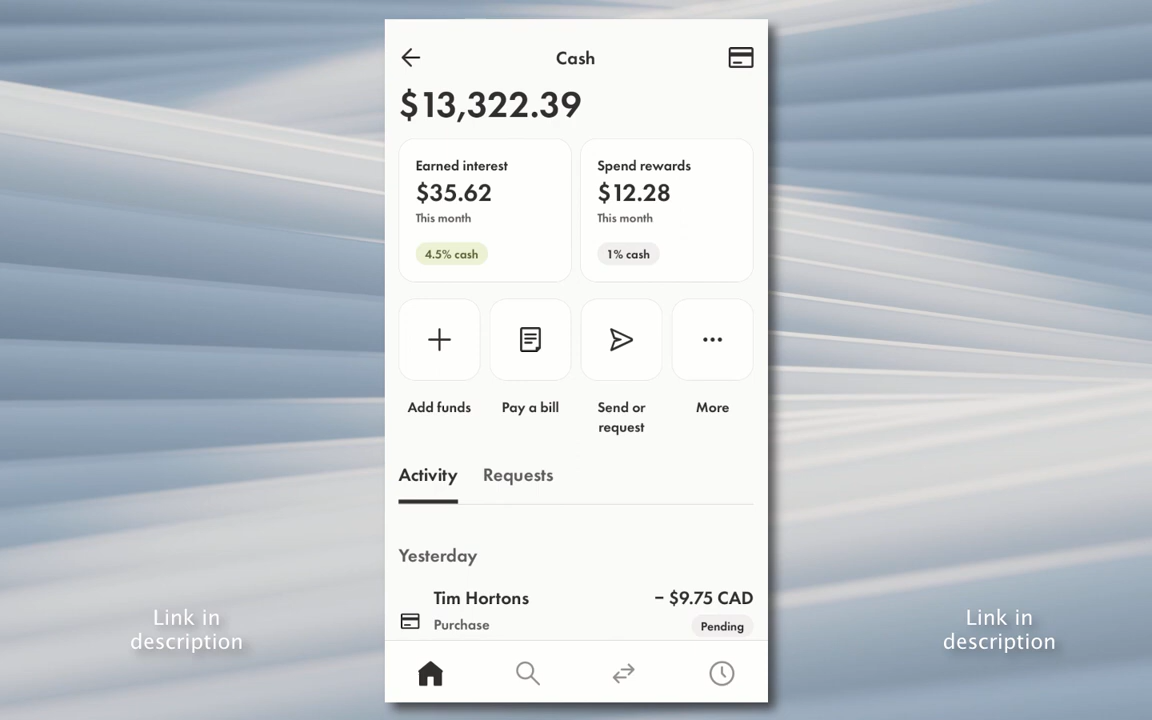 Cash
$13,322.39
Earned interest
$35.62
This month
4.5% cash
Spend rewards
$12.28
This month
1% cash
Add funds
Pay a bill
Send or
request
More
Activity
Requests
Yesterday
Tim Hortons
– $9.75 CAD
Purchase
Pending
Link in
description
Link in
description